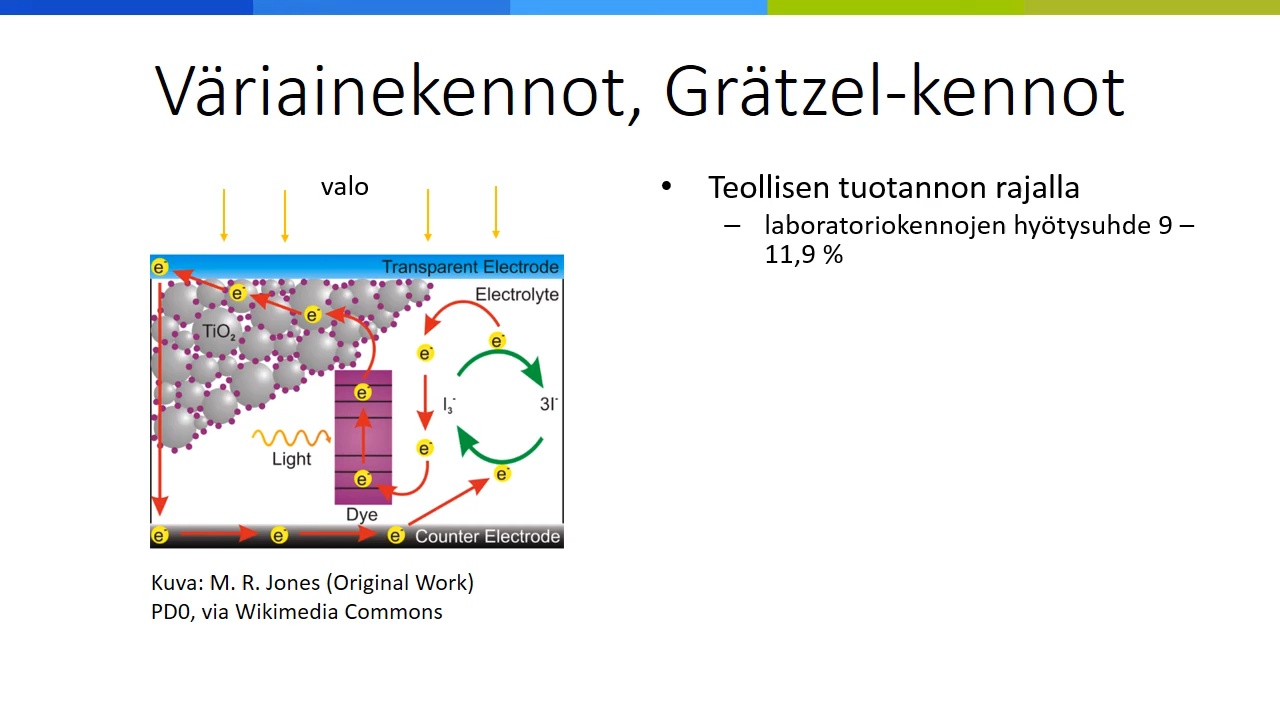 Väriainekennot, Grätzel-kennot
valo
Transparent Electrode
e⁻
e⁻
Electrolyte
e⁻
TiO₂
e⁻
e⁻
e⁻
I₃⁻
3I⁻
e⁻
Light
e⁻
e⁻
Dye
e⁻
e⁻
e⁻
Counter Electrode
Kuva: M. R. Jones (Original Work)
PD0, via Wikimedia Commons
• Teollisen tuotannon rajalla
– laboratoriokennojen hyötysuhde 9 –
11,9 %